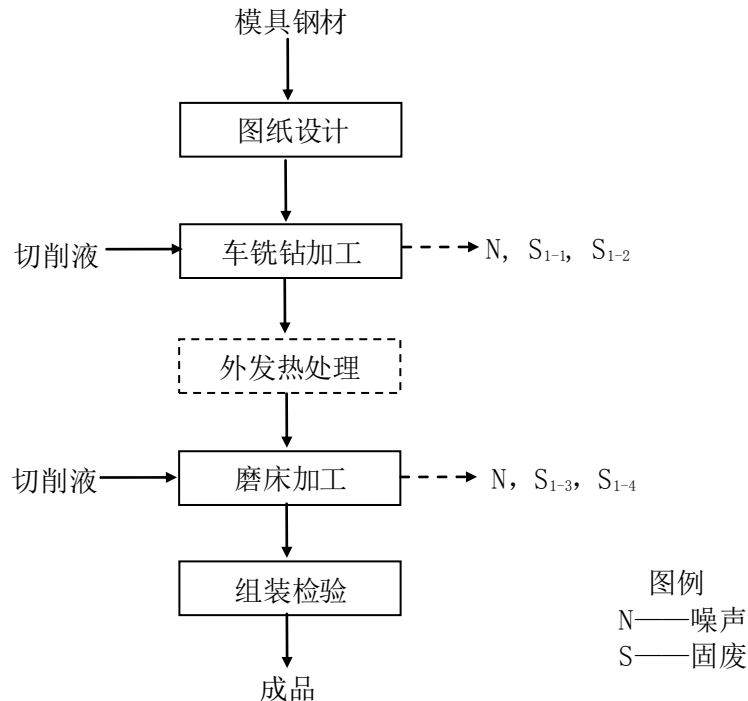 模具钢材
图纸设计
切削液
车铣钻加工
N, S₁₋₁, S₁₋₂
外发热处理
切削液
磨床加工
N, S₁₋₃, S₁₋₄
组装检验
成品
图例
N——噪声
S——固废